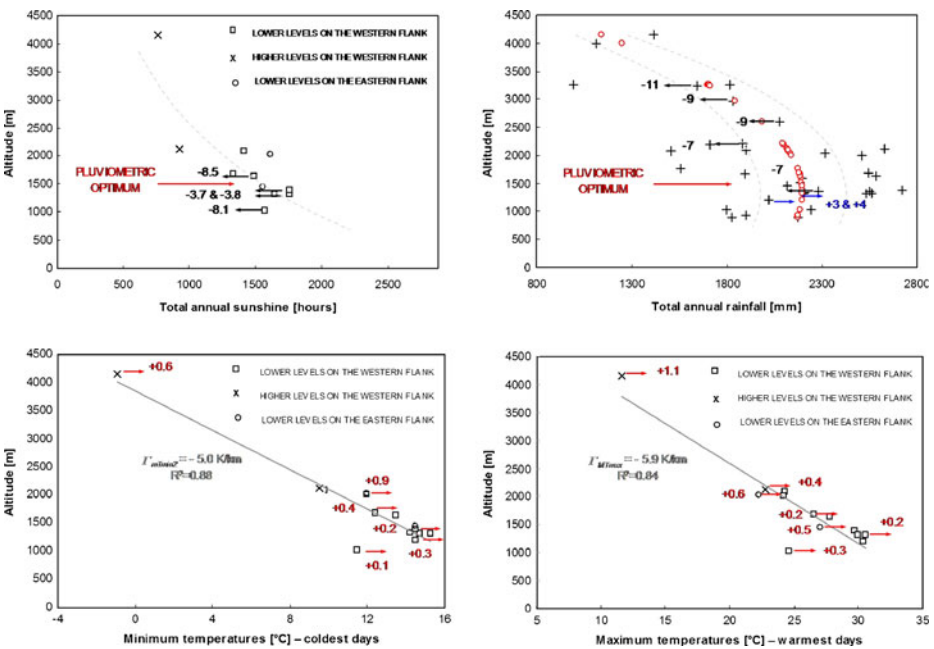 4500
4000
3500
3000
2500
2000
1500
1000
500
0
Altitude [m]
LOWER LEVELS ON THE WESTERN FLANK
HIGHER LEVELS ON THE WESTERN FLANK
LOWER LEVELS ON THE EASTERN FLANK
PLUVIOMETRIC
OPTIMUM
-8.5
-3.7 & -3.8
-8.1
0 500 1000 1500 2000 2500
Total annual sunshine [hours]
4500
4000
3500
3000
2500
2000
1500
1000
500
0
Altitude [m]
-11
-9
-9
-7
-7
PLUVIOMETRIC
OPTIMUM
+3 & +4
800 1300 1800 2300 2800
Total annual rainfall [mm]
4500
4000
3500
3000
2500
2000
1500
1000
500
0
Altitude [m]
+0.6
LOWER LEVELS ON THE WESTERN FLANK
HIGHER LEVELS ON THE WESTERN FLANK
LOWER LEVELS ON THE EASTERN FLANK
= - 5.0 K/km
R²= 0.88
+0.9
+0.4
+0.2
+0.3
+0.1
-4 0 4 8 12 16
Minimum temperatures [°C] – coldest days
4500
4000
3500
3000
2500
2000
1500
1000
500
0
Altitude [m]
+1.1
LOWER LEVELS ON THE WESTERN FLANK
HIGHER LEVELS ON THE WESTERN FLANK
LOWER LEVELS ON THE EASTERN FLANK
= - 5.9 K/km
R²= 0.84
+0.4
+0.6
+0.2
+0.2
+0.5
+0.3
5 10 15 20 25 30 35
Maximum temperatures [°C] – warmest days